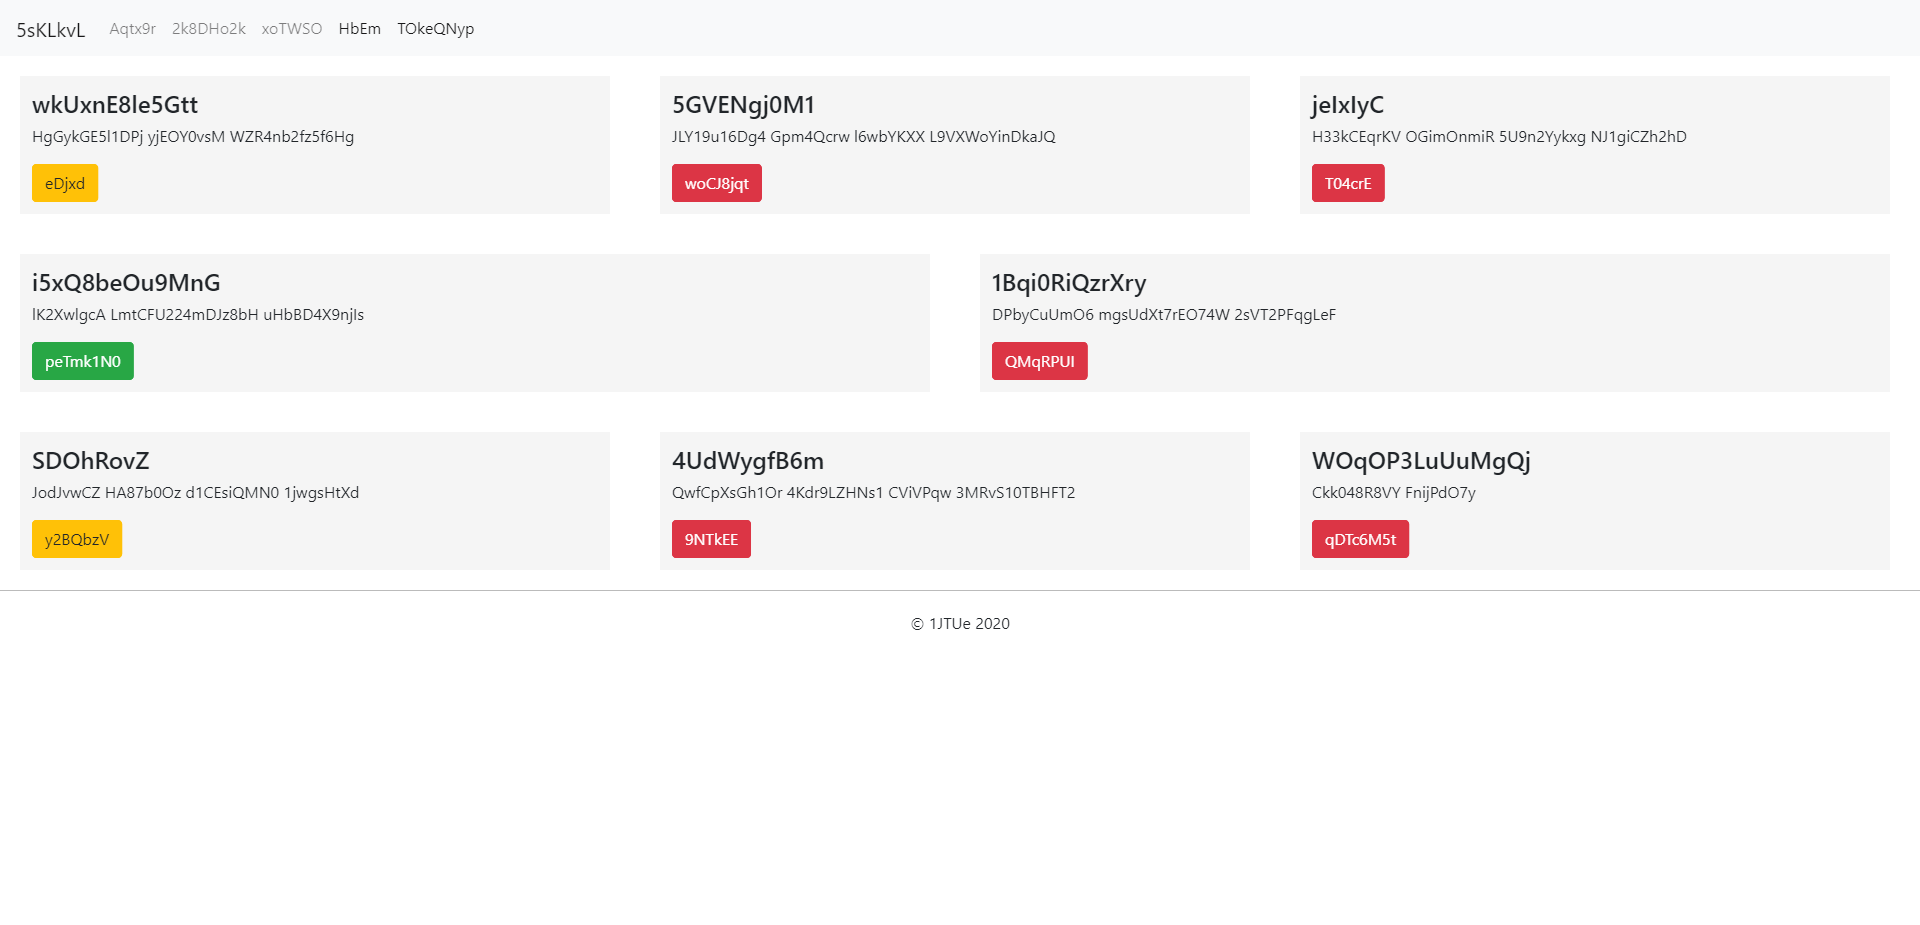 5sKLkvL Aqtx9r 2k8DHo2k xoTWSO HbEm TOkeQNyp
wkUxnE8le5Gtt
HgGykGE5l1DPj yjEOY0vsM WZR4nb2fz5f6Hg
eDjxd
5GVENgj0M1
JLY19u16Dg4 Gpm4Qcrw l6wbYKXX L9VXWoYinDkaJQ
woCJ8jqt
jeIxIyC
H33kCEqrKV OGimOnmiR 5U9n2Yykxg NJ1giCZh2hD
T04crE
i5xQ8beOu9MnG
lK2XwlgcA LmtCFU224mDJz8bH uHbBD4X9njIs
peTmk1N0
1Bqi0RiQzrXry
DPbyCuUmO6 mgsUdXt7rEO74W 2sVT2PFqgLeF
QMqRPUI
SDOhRovZ
JodJvwCZ HA87b0Oz d1CEsiQMN0 1jwgsHtXd
y2BQbzV
4UdWygfB6m
QwfCpXsGh1Or 4Kdr9LZHNs1 CViVPqw 3MRvS10TBHFT2
9NTkEE
WOqOP3LuUuMgQj
Ckk048R8VY FnijPdO7y
qDTc6M5t
© 1JTUe 2020